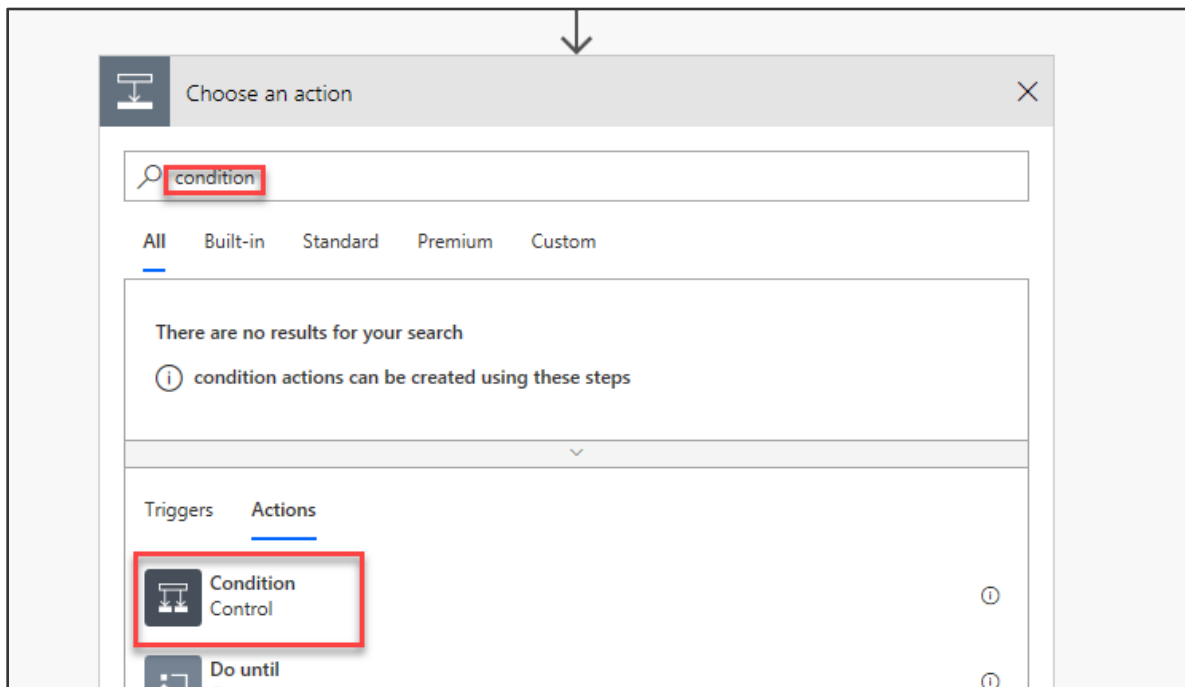 Choose an action
condition
All Built-in Standard Premium Custom
There are no results for your search
condition actions can be created using these steps
Triggers Actions
Condition
Control
Do until